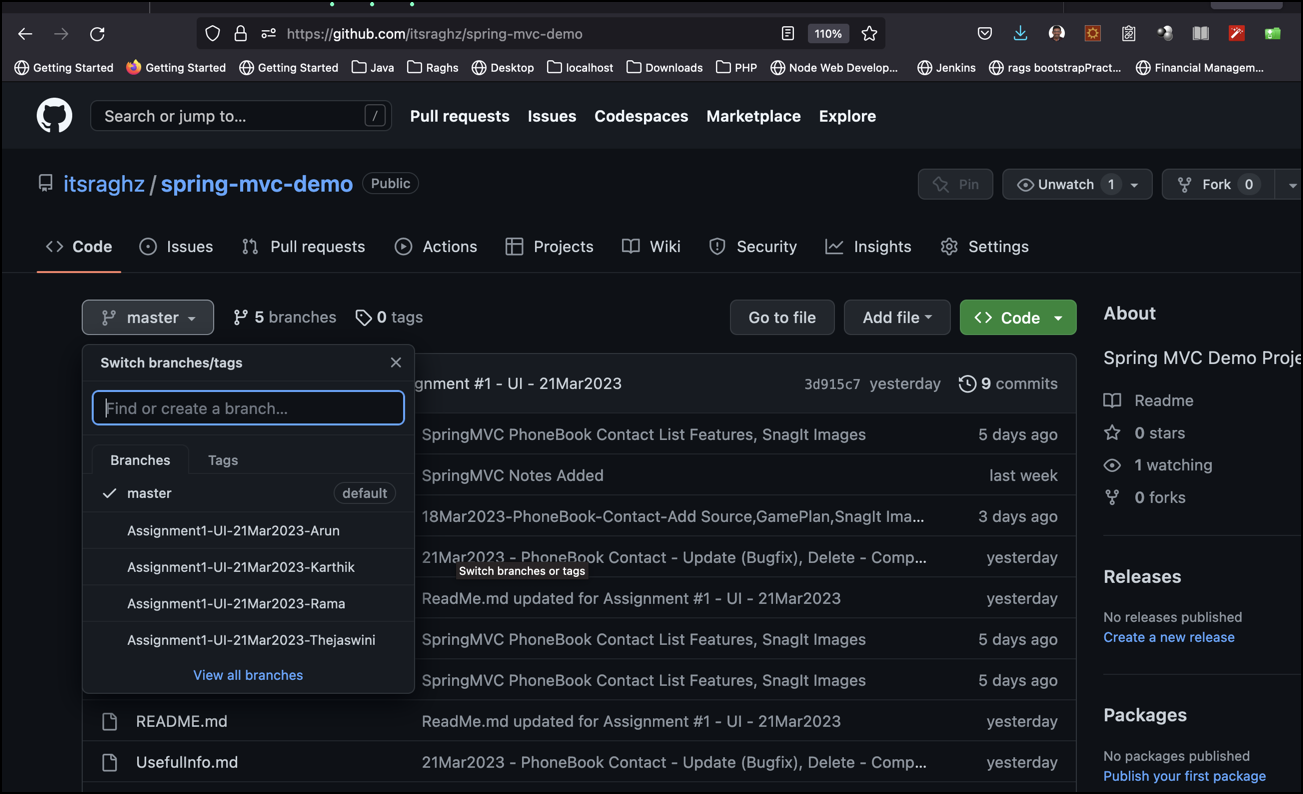 https://github.com/itsraghz/spring-mvc-demo 110%
Getting Started Getting Started Getting Started Java Raghs Desktop localhost Downloads PHP Node Web Develop... Jenkins rags bootstrapPract... Financial Managem...
Search or jump to... / Pull requests Issues Codespaces Marketplace Explore
itsraghz / spring-mvc-demo Public Pin Unwatch 1 Fork 0
Code Issues Pull requests Actions Projects Wiki Security Insights Settings
master 5 branches 0 tags Go to file Add file Code
Switch branches/tags
Find or create a branch...
Branches Tags
master default
Assignment1-UI-21Mar2023-Arun
Assignment1-UI-21Mar2023-Karthik
Assignment1-UI-21Mar2023-Rama
Assignment1-UI-21Mar2023-Thejaswini
View all branches
gnment #1 - UI - 21Mar2023 3d915c7 yesterday 9 commits
SpringMVC PhoneBook Contact List Features, SnagIt Images 5 days ago
SpringMVC Notes Added last week
18Mar2023-PhoneBook-Contact-Add Source,GamePlan,SnagIt Ima... 3 days ago
21Mar2023 - PhoneBook Contact - Update (Bugfix), Delete - Comp... yesterday
Switch branches or tags
ReadMe.md updated for Assignment #1 - UI - 21Mar2023 yesterday
SpringMVC PhoneBook Contact List Features, SnagIt Images 5 days ago
SpringMVC PhoneBook Contact List Features, SnagIt Images 5 days ago
README.md ReadMe.md updated for Assignment #1 - UI - 21Mar2023 yesterday
UsefulInfo.md 21Mar2023 - PhoneBook Contact - Update (Bugfix), Delete - Comp... yesterday
About
Spring MVC Demo Proje
Readme
0 stars
1 watching
0 forks
Releases
No releases published
Create a new release
Packages
No packages published
Publish your first package